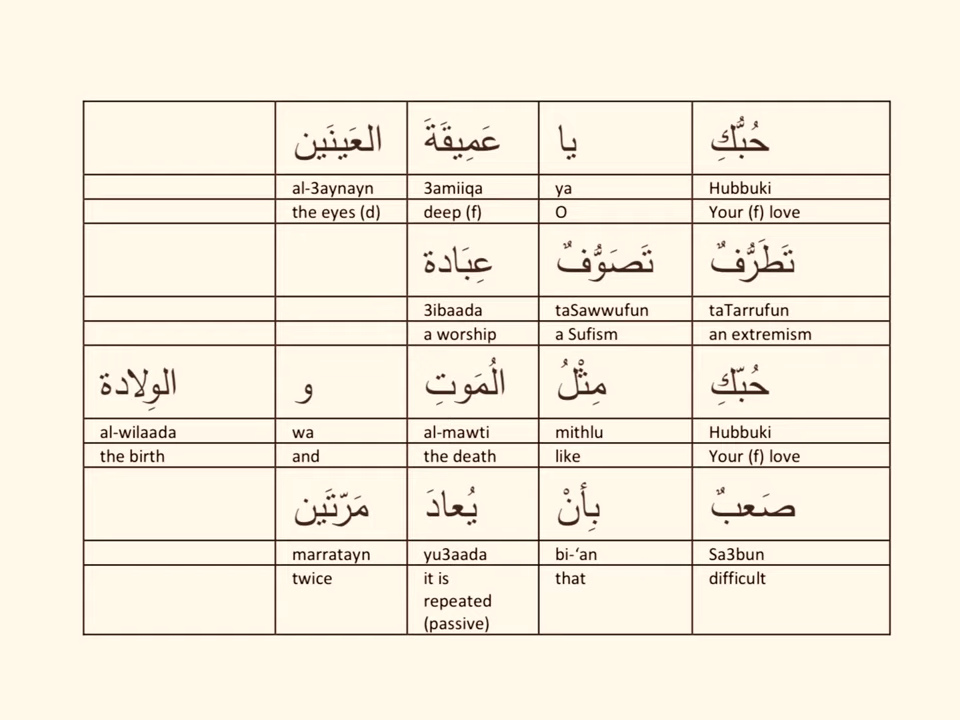 حُبُّكِ يا عَمِيقَةَ العَينَين
Hubbuki ya 3amiiqa al-3aynayn
Your (f) love O deep (f) the eyes (d)
تَطَرُّفٌ تَصَوُّفٌ عِبَادة
taTarrufun taSawwufun 3ibaada
an extremism a Sufism a worship
حُبّكِ مِثْلُ الُمَوتِ و الوِلادة
Hubbuki mithlu al-mawti wa al-wilaada
Your (f) love like the death and the birth
صَعبٌ بِأنْ يُعادَ مَرّتَين
Sa3bun bi-‘an yu3aada marratayn
difficult that it is repeated (passive) twice